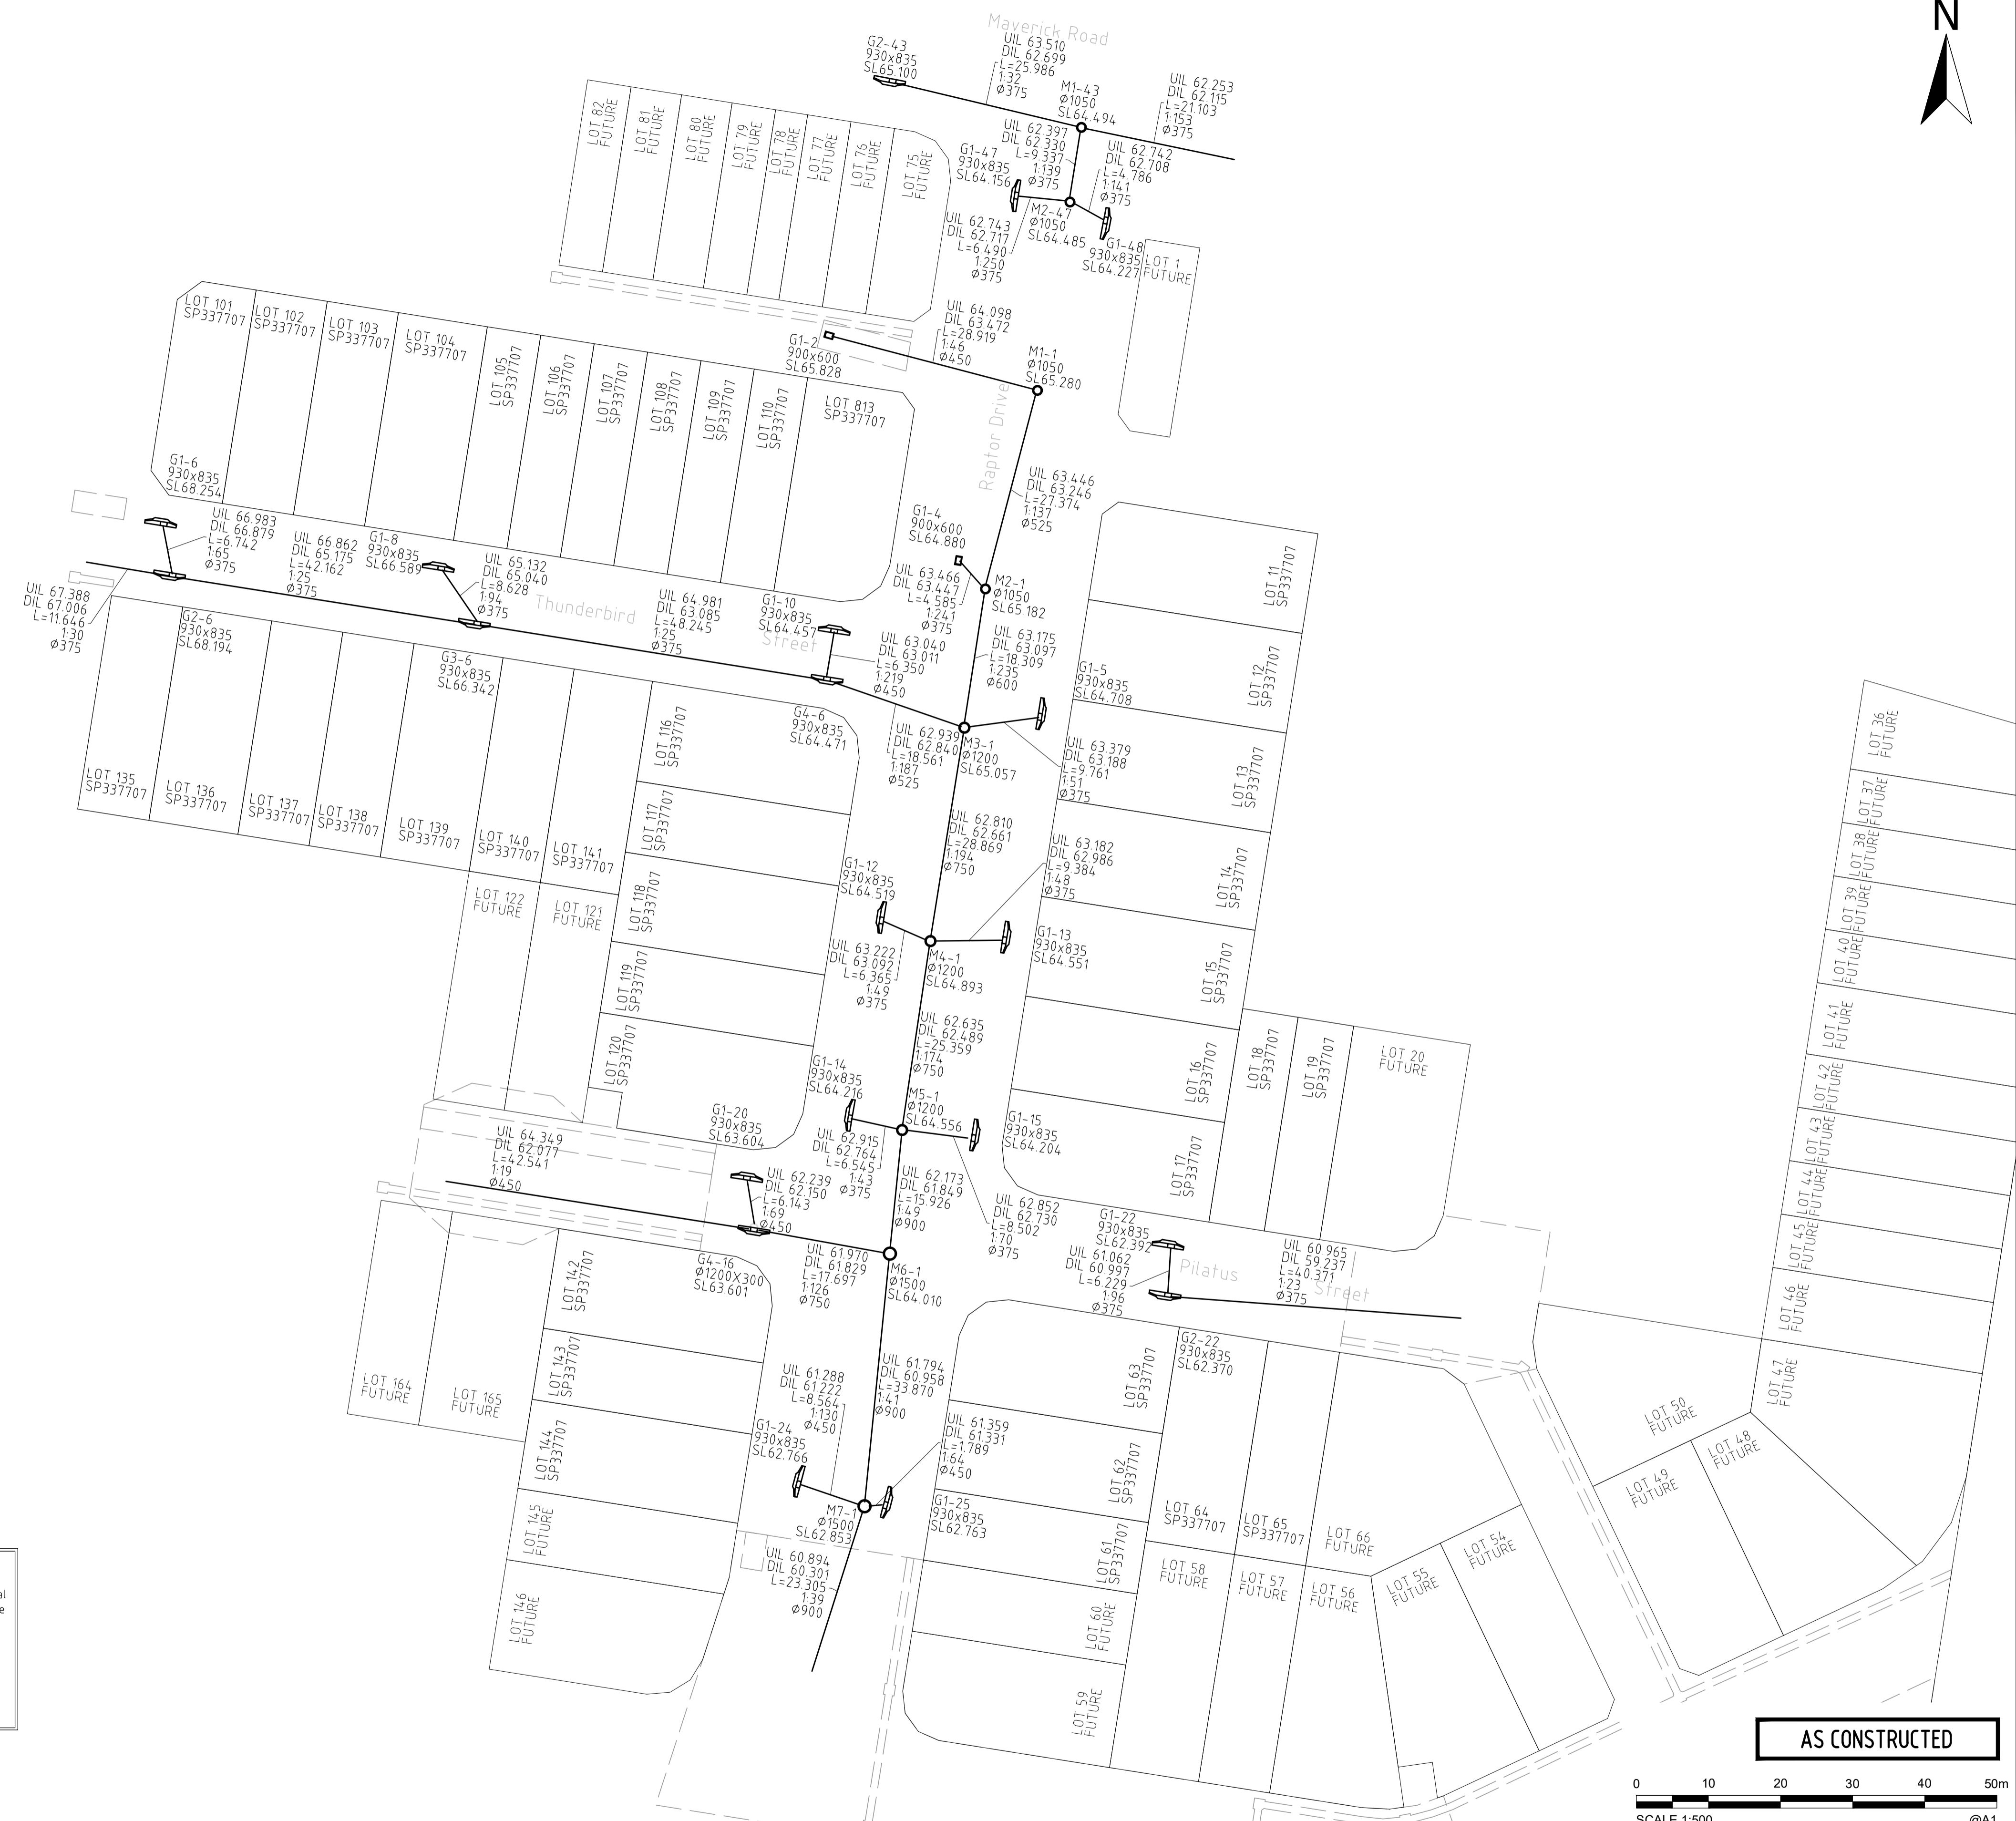 N
Maverick Road
G2-43
930x835
SL65.100
UIL 63.510
DIL 62.699
L=25.986
1:32
Ø375
M1-43
Ø1050
SL64.494
UIL 62.253
DIL 62.115
L=21.103
1:153
Ø375
UIL 62.397
DIL 62.330
L=9.337
1:139
Ø375
UIL 62.742
DIL 62.708
L=4.786
1:141
Ø375
G1-47
930x835
SL64.156
M2-47
Ø1050
SL64.485
UIL 62.743
DIL 62.717
L=6.490
1:250
Ø375
G1-48
930x835
SL64.227
LOT 1
FUTURE
LOT 82
FUTURE
LOT 81
FUTURE
LOT 80
FUTURE
LOT 79
FUTURE
LOT 78
FUTURE
LOT 77
FUTURE
LOT 76
FUTURE
LOT 75
FUTURE
UIL 64.098
DIL 63.472
L=28.919
1:46
Ø450
G1-2
900x600
SL65.828
M1-1
Ø1050
SL65.280
Raptor Drive
LOT 101
SP337707
LOT 102
SP337707
LOT 103
SP337707
LOT 104
SP337707
LOT 105
SP337707
LOT 106
SP337707
LOT 107
SP337707
LOT 108
SP337707
LOT 109
SP337707
LOT 110
SP337707
LOT 813
SP337707
G1-6
930x835
SL68.254
UIL 66.983
DIL 66.879
L=6.742
1:65
Ø375
UIL 66.862
DIL 65.175
L=42.162
1:25
Ø375
G1-8
930x835
SL66.589
UIL 65.132
DIL 65.040
L=8.628
1:94
Ø375
Thunderbird
Street
UIL 64.981
DIL 63.085
L=48.245
1:25
Ø375
G1-10
930x835
SL64.457
UIL 63.040
DIL 63.011
L=6.350
1:219
Ø450
UIL 67.388
DIL 67.006
L=11.646
1:30
Ø375
G2-6
930x835
SL68.194
G3-6
930x835
SL66.342
G4-6
930x835
SL64.471
UIL 63.446
DIL 63.246
L=27.374
1:137
Ø525
G1-4
900x600
SL64.880
UIL 63.466
DIL 63.447
L=4.585
1:241
Ø375
M2-1
Ø1050
SL65.182
UIL 63.175
DIL 63.097
L=18.309
1:235
Ø600
G1-5
930x835
SL64.708
UIL 62.939
DIL 62.840
L=18.561
1:187
Ø525
M3-1
Ø1200
SL65.057
UIL 63.379
DIL 63.188
L=9.761
1:51
Ø375
LOT 11
SP337707
LOT 12
SP337707
LOT 13
SP337707
LOT 14
SP337707
LOT 15
SP337707
LOT 16
SP337707
LOT 17
SP337707
LOT 18
SP337707
LOT 19
SP337707
LOT 20
FUTURE
LOT 135
SP337707
LOT 136
SP337707
LOT 137
SP337707
LOT 138
SP337707
LOT 139
SP337707
LOT 140
SP337707
LOT 141
SP337707
LOT 122
FUTURE
LOT 121
FUTURE
LOT 116
SP337707
LOT 117
SP337707
LOT 118
SP337707
LOT 119
SP337707
LOT 120
SP337707
UIL 62.810
DIL 62.661
L=28.869
1:194
Ø750
UIL 63.182
DIL 62.986
L=9.384
1:48
Ø375
G1-12
930x835
SL64.519
UIL 63.222
DIL 63.092
L=6.365
1:49
Ø375
M4-1
Ø1200
SL64.893
G1-13
930x835
SL64.551
UIL 62.635
DIL 62.489
L=25.359
1:174
Ø750
G1-14
930x835
SL64.216
M5-1
Ø1200
SL64.556
G1-15
930x835
SL64.204
G1-20
930x835
SL63.604
UIL 62.915
DIL 62.764
L=6.545
1:43
Ø375
UIL 64.349
DIL 62.077
L=42.541
1:19
Ø450
UIL 62.239
DIL 62.150
L=6.143
1:69
Ø450
UIL 62.173
DIL 61.849
L=15.926
1:49
Ø900
UIL 62.852
DIL 62.730
L=8.502
1:70
Ø375
G1-22
930x835
SL62.392
UIL 61.062
DIL 60.997
L=6.229
1:96
Ø375
Pilatus
Street
UIL 60.965
DIL 59.237
L=40.371
1:23
Ø375
G4-16
Ø1200X300
SL63.601
UIL 61.970
DIL 61.829
L=17.697
1:126
Ø750
M6-1
Ø1500
SL64.010
G2-22
930x835
SL62.370
LOT 142
SP337707
LOT 143
SP337707
LOT 144
SP337707
LOT 145
FUTURE
LOT 146
FUTURE
LOT 164
FUTURE
LOT 165
FUTURE
UIL 61.288
DIL 61.222
L=8.564
1:130
Ø450
UIL 61.794
DIL 60.958
L=33.870
1:41
Ø900
G1-24
930x835
SL62.766
UIL 61.359
DIL 61.331
L=1.789
1:64
Ø450
M7-1
Ø1500
SL62.853
G1-25
930x835
SL62.763
UIL 60.894
DIL 60.301
L=23.305
1:39
Ø900
LOT 63
SP337707
LOT 62
SP337707
LOT 61
SP337707
LOT 60
FUTURE
LOT 59
FUTURE
LOT 64
SP337707
LOT 65
SP337707
LOT 66
FUTURE
LOT 58
FUTURE
LOT 57
FUTURE
LOT 56
FUTURE
LOT 55
FUTURE
LOT 54
FUTURE
LOT 50
FUTURE
LOT 49
FUTURE
LOT 48
FUTURE
LOT 36
FUTURE
LOT 37
FUTURE
LOT 38
FUTURE
LOT 39
FUTURE
LOT 40
FUTURE
LOT 41
FUTURE
LOT 42
FUTURE
LOT 43
FUTURE
LOT 44
FUTURE
LOT 45
FUTURE
LOT 46
FUTURE
LOT 47
FUTURE
AS CONSTRUCTED
0 10 20 30 40 50m
SCALE 1:500 @A1